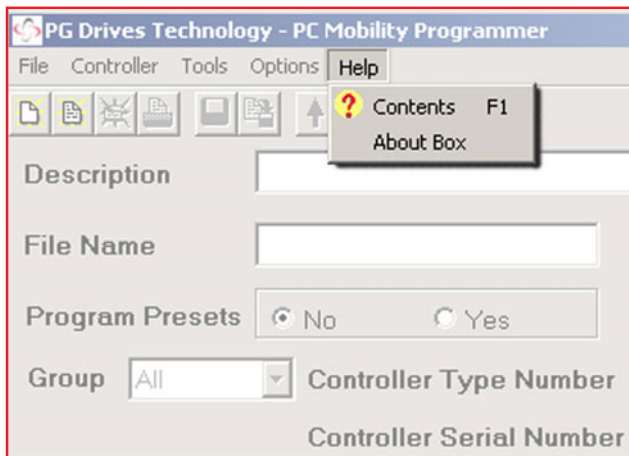 PG Drives Technology - PC Mobility Programmer
File Controller Tools Options Help
? Contents F1
About Box
Description
File Name
Program Presets No Yes
Group All Controller Type Number
Controller Serial Number